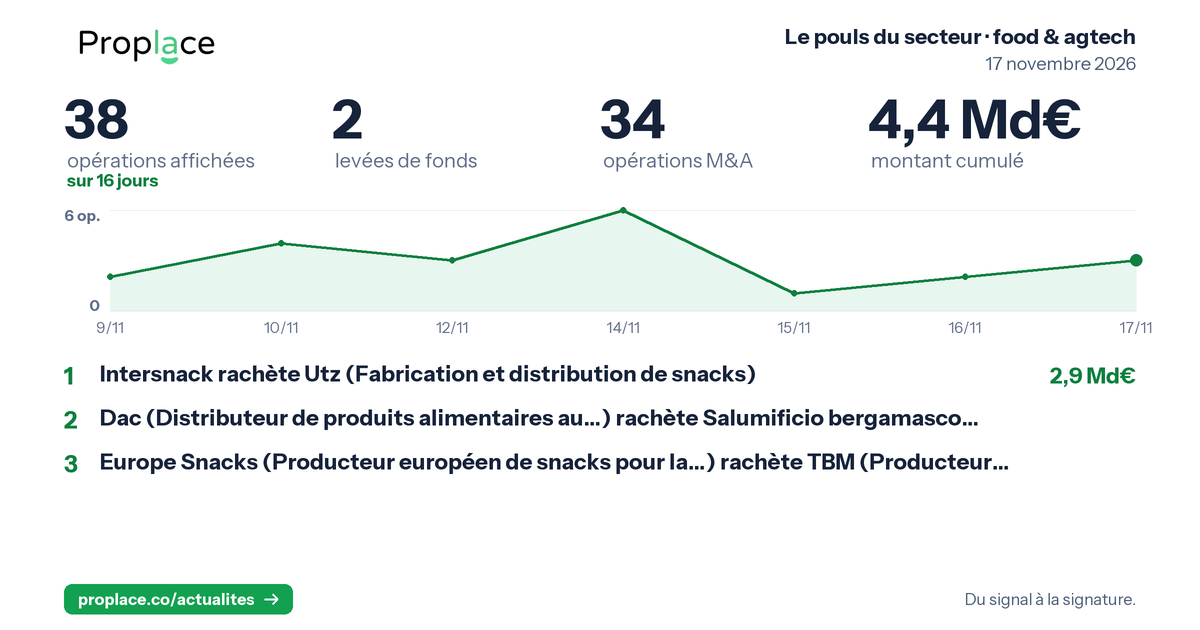 Proplace
Le pouls du secteur · food & agtech
17 novembre 2026
38
opérations affichées
sur 16 jours
2
levées de fonds
34
opérations M&A
4,4 Md€
montant cumulé
6 op.
0
9/11
10/11
12/11
14/11
15/11
16/11
17/11
1 Intersnack rachète Utz (Fabrication et distribution de snacks) 2,9 Md€
2 Dac (Distributeur de produits alimentaires au...) rachète Salumificio bergamasco...
3 Europe Snacks (Producteur européen de snacks pour la...) rachète TBM (Producteur...
proplace.co/actualites →
Du signal à la signature.